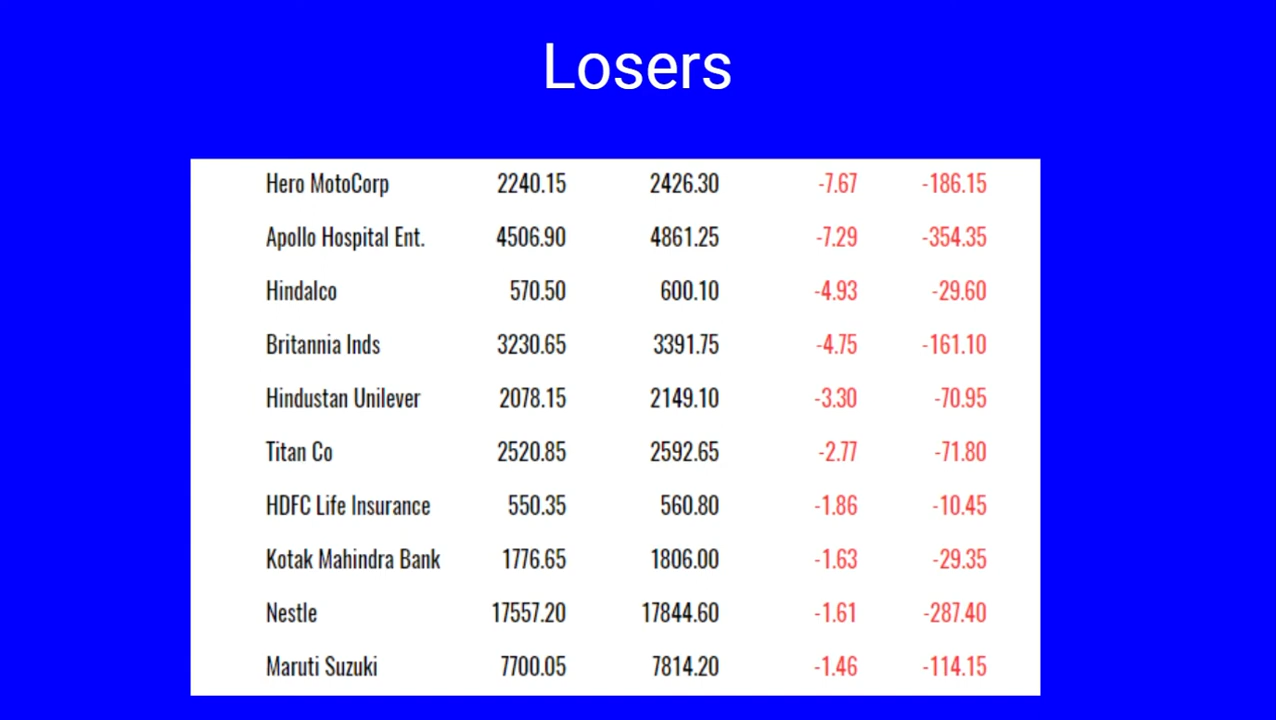 Losers
Hero MotoCorp 2240.15 2426.30 -7.67 -186.15
Apollo Hospital Ent. 4506.90 4861.25 -7.29 -354.35
Hindalco 570.50 600.10 -4.93 -29.60
Britannia Inds 3230.65 3391.75 -4.75 -161.10
Hindustan Unilever 2078.15 2149.10 -3.30 -70.95
Titan Co 2520.85 2592.65 -2.77 -71.80
HDFC Life Insurance 550.35 560.80 -1.86 -10.45
Kotak Mahindra Bank 1776.65 1806.00 -1.63 -29.35
Nestle 17557.20 17844.60 -1.61 -287.40
Maruti Suzuki 7700.05 7814.20 -1.46 -114.15